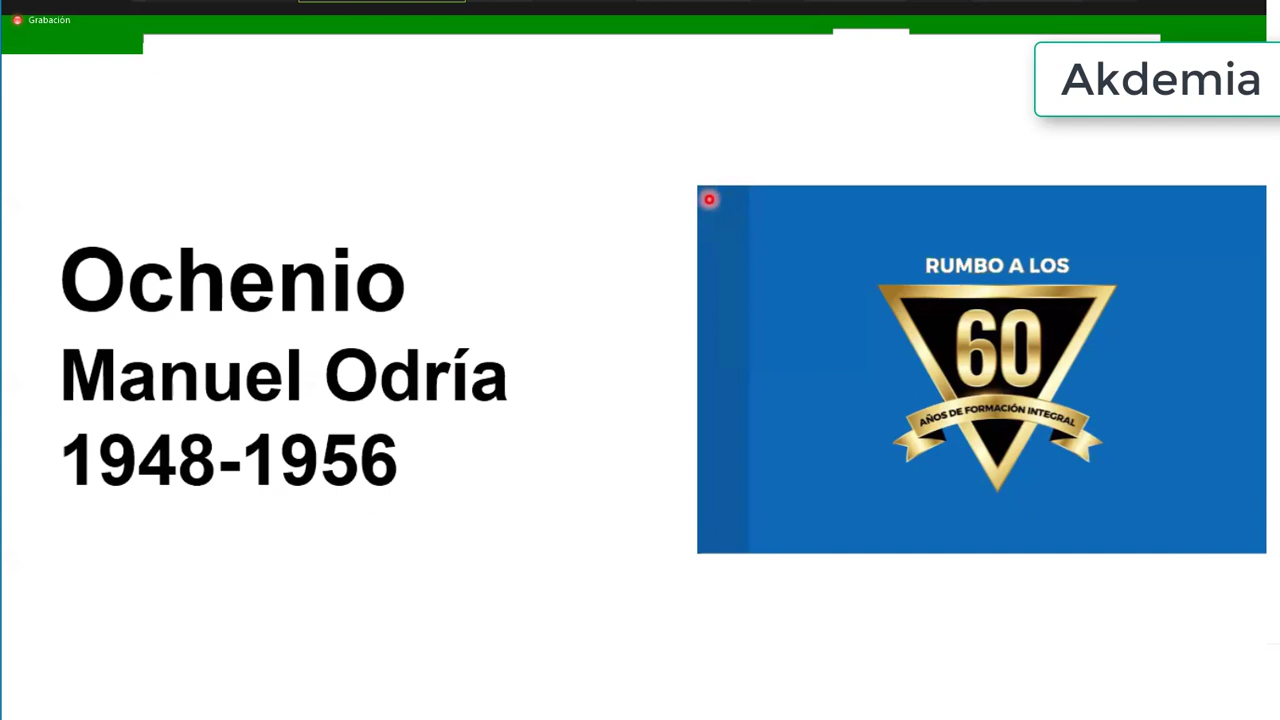 Grabación
Akdemia
Ochenio
Manuel Odría
1948-1956
RUMBO A LOS
60
AÑOS DE FORMACIÓN INTEGRAL